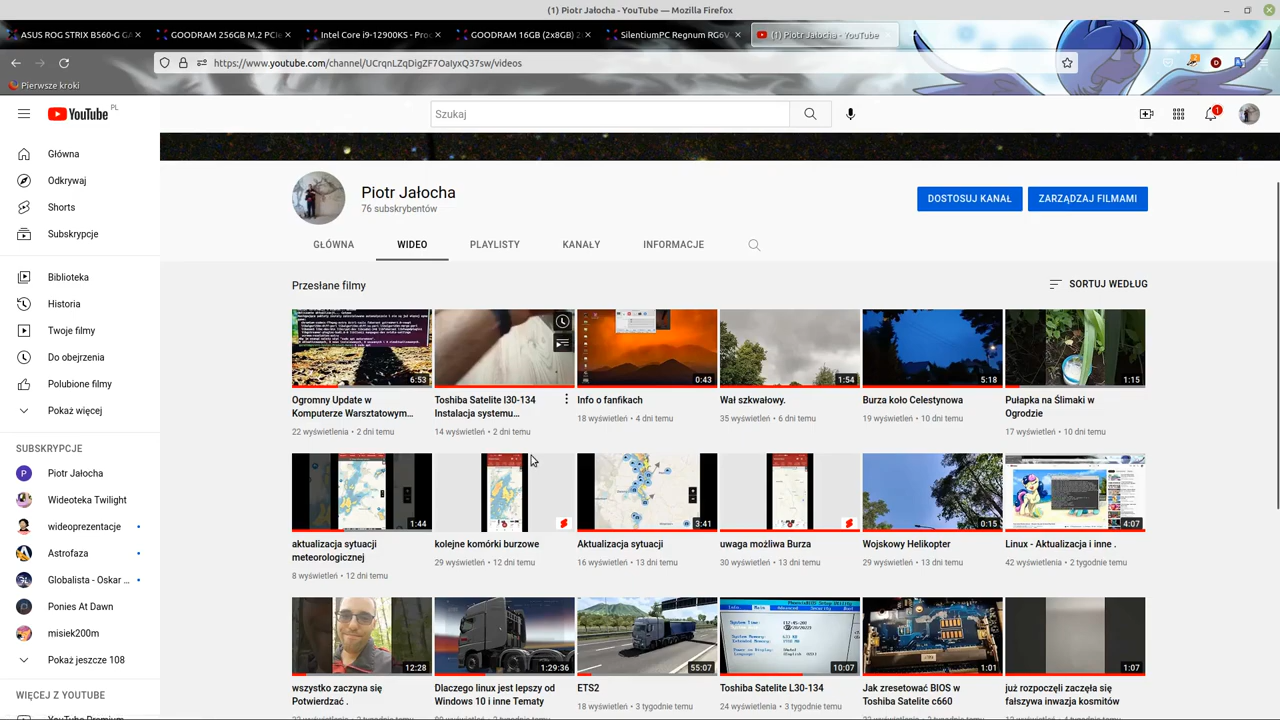 (1) Piotr Jałocha - YouTube — Mozilla Firefox
ASUS ROG STRIX B560-G GA
GOODRAM 256GB M.2 PCIe
Intel Core i9-12900KS - Proc
GOODRAM 16GB (2x8GB) 2
SilentiumPC Regnum RG6V
(1) Piotr Jałocha - YouTube
https://www.youtube.com/channel/UCrqnLZqDigZF7OaIyxQ37sw/videos
Pierwsze kroki
YouTube PL
Szukaj
1
Główna
Odkrywaj
Shorts
Subskrypcje
Biblioteka
Historia
Twoje filmy
Do obejrzenia
Polubione filmy
Pokaż więcej
SUBSKRYPCJE
P Piotr Jałocha
Videoteka Twilight
wideoprezentacje
Astrofaza
Globalista - Oskar ...
Ponies At Dawn
misiek200m
Pokaż jeszcze 108
WIĘCEJ Z YOUTUBE
YouTube Premium
Piotr Jałocha
76 subskrybentów
DOSTOSUJ KANAŁ
ZARZĄDZAJ FILMAMI
GŁÓWNA
WIDEO
PLAYLISTY
KANAŁY
INFORMACJE
Przesłane filmy
SORTUJ WEDŁUG
6:53
0:43
1:54
5:18
1:15
Ogromny Update w
Komputerze Warsztatowym...
22 wyświetlenia • 2 dni temu
Toshiba Satelite l30-134
Instalacja systemu...
14 wyświetleń • 2 dni temu
Info o fanfikach
18 wyświetleń • 4 dni temu
Wał szkwałowy.
35 wyświetleń • 6 dni temu
Burza koło Celestynowa
19 wyświetleń • 10 dni temu
Pułapka na Ślimaki w
Ogrodzie
17 wyświetleń • 10 dni temu
1:44
3:41
0:15
4:07
aktualizacja sytuacji
meteorologicznej
8 wyświetleń • 12 dni temu
kolejne komórki burzowe
29 wyświetleń • 12 dni temu
Aktualizacja sytuacji
16 wyświetleń • 13 dni temu
uwaga możliwa Burza
30 wyświetleń • 13 dni temu
Wojskowy Helikopter
29 wyświetleń • 13 dni temu
Linux - Aktualizacja i inne .
42 wyświetlenia • 2 tygodnie temu
12:28
1:29:36
55:07
10:07
1:01
1:07
wszystko zaczyna się
Potwierdzać .
Dlaczego linux jest lepszy od
Windows 10 i inne Tematy
ETS2
18 wyświetleń • 3 tygodnie temu
Toshiba Satelite L30-134
24 wyświetlenia • 3 tygodnie temu
Jak zresetować BIOS w
Toshiba Satelite c660
już rozpoczęli zaczęła się
fałszywa inwazja kosmitów